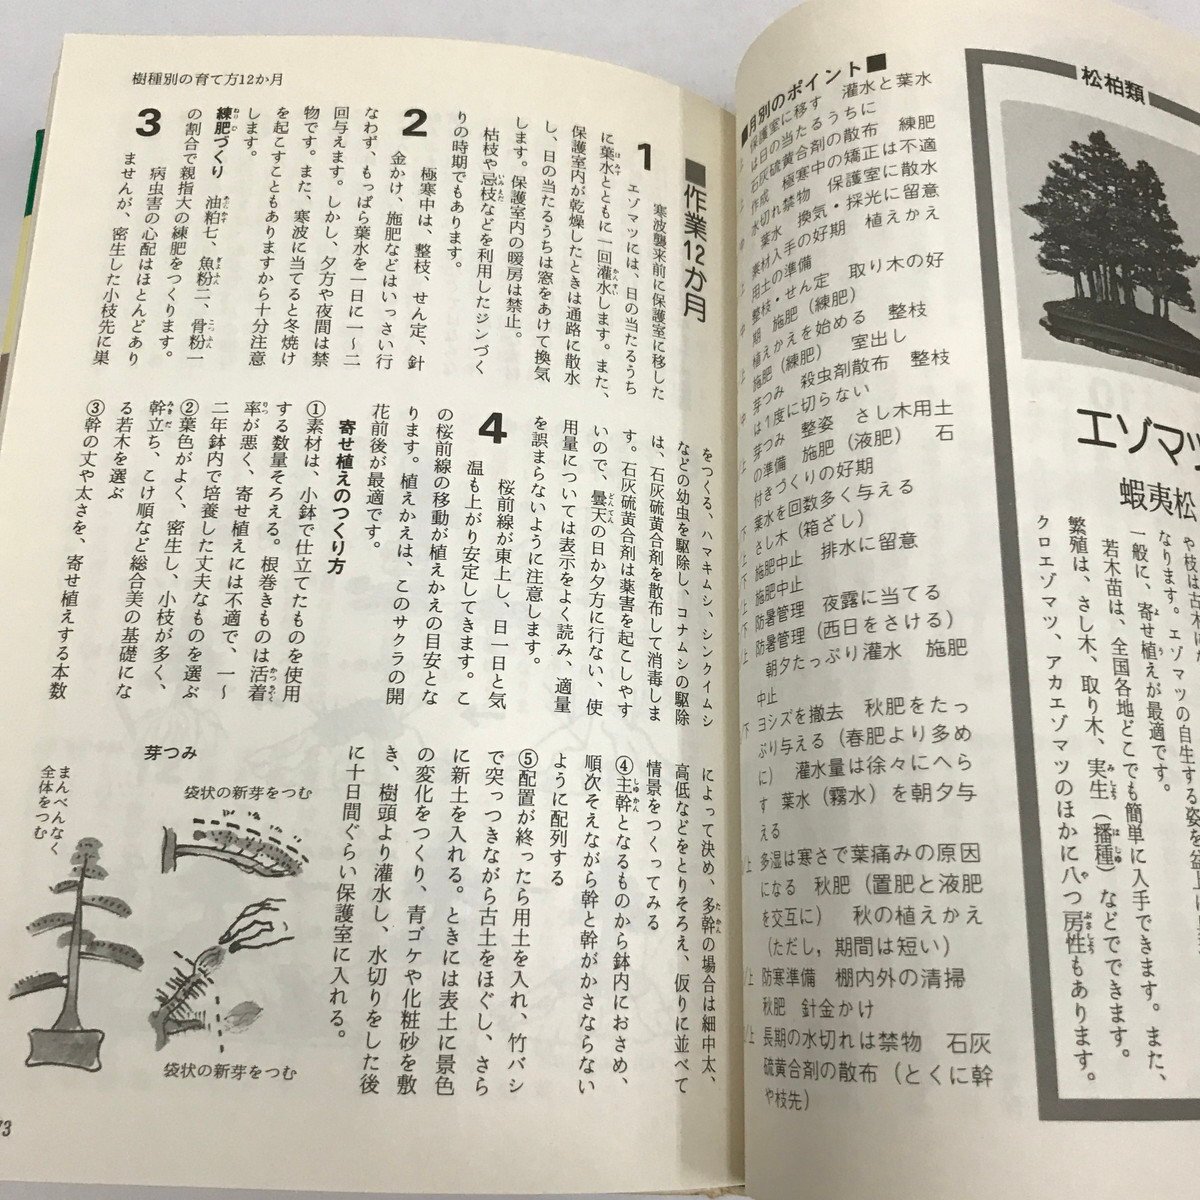 松柏類
エゾマツ
蝦夷松
や枝は古木
なります。エゾマツの自生する姿を盆上に
一般に、寄せ植えが最適です。
若木苗は、全国各地どこでも簡単に入手できます。また、
繁殖は、さし木、取り木、実生（播種）などでできます。
クロエゾマツ、アカエゾマツのほかに八つ房性もあります。
■月別のポイント■
保護室に移す　灌水と葉水
は日の当たるうちに
石灰硫黄合剤の散布　練肥
作成　極寒中の矯正は不適
水切れ禁物　保護室に散水
葉水　換気・採光に留意
素材入手の好期　植えかえ
用土の準備
整枝・せん定　取り木の好
期　施肥（練肥）
植えかえを始める　整枝
施肥（練肥）　室出し
芽つみ　殺虫剤散布　整枝
は1度に切らない
芽つみ　整姿　さし木用土
の準備　施肥（液肥）　石
付きづくりの好期
葉水を回数多く与える
さし木（箱ざし）
施肥中止　排水に留意
施肥中止
防暑管理　夜露に当てる
防暑管理（西日をさける）
朝夕たっぷり灌水　施肥
中止
ヨシズを撤去　秋肥をたっ
ぷり与える（春肥より多め
に）　灌水量は徐々にへら
す　葉水（霧水）を朝夕与
える
多湿は寒さで葉痛みの原因
になる　秋肥（置肥と液肥
を交互に）　秋の植えかえ
（ただし，期間は短い）
防寒準備　棚内外の清掃
秋肥　針金かけ
長期の水切れは禁物　石灰
硫黄合剤の散布（とくに幹
や枝先）
樹種別の育て方12か月
■作業12か月
1
寒波襲来前に保護室に移した
エゾマツには、日の当たるうち
に葉水とともに一回灌水します。また、
保護室内が乾燥したときは通路に散水
し、日の当たるうちは窓をあけて換気
します。保護室内の暖房は禁止。
枯枝や忌枝などを利用したジンづく
りの時期でもあります。
2
極寒中は、整枝、せん定、針
金かけ、施肥などはいっさい行
なわず、もっぱら葉水を一日に一～二
回与えます。しかし、夕方や夜間は禁
物です。また、寒波に当てると冬焼け
を起こすこともありますから十分注意
します。
練肥づくり　油粕七、魚粉二、骨粉一
の割合で親指大の練肥をつくります。
3
病虫害の心配はほとんどあり
ませんが、密生した小枝先に巣
をつくる、ハマキムシ、シンクイムシ
などの幼虫を駆除し、コナムシの駆除
は、石灰硫黄合剤を散布して消毒しま
す。石灰硫黄合剤は薬害を起こしやす
いので、曇天の日か夕方に行ない、使
用量については表示をよく読み、適量
を誤まらないように注意します。
4
桜前線が東上し、日一日と気
温も上がり安定してきます。こ
の桜前線の移動が植えかえの目安とな
ります。植えかえは、このサクラの開
花前後が最適です。
寄せ植えのつくり方
①素材は、小鉢で仕立てたものを使用
する数量そろえる。根巻きものは活着
率が悪く、寄せ植えには不適で、一～
二年鉢内で培養した丈夫なものを選ぶ
②葉色がよく、密生し、小枝が多く、
幹立ち、こけ順など総合美の基礎にな
る若木を選ぶ
③幹の丈や太さを、寄せ植えする本数
によって決め、多幹の場合は細中太、
高低などをとりそろえ、仮りに並べて
情景をつくってみる
④主幹となるものから鉢内におさめ、
順次そえながら幹と幹がかさならない
ように配列する
⑤配置が終ったら用土を入れ、竹バシ
で突っつきながら古土をほぐし、さら
に新土を入れる。ときには表土に景色
の変化をつくり、青ゴケや化粧砂を敷
き、樹頭より灌水し、水切りをした後
に十日間ぐらい保護室に入れる。
芽つみ
袋状の新芽をつむ
まんべんなく
全体をつむ
袋状の新芽をつむ
73